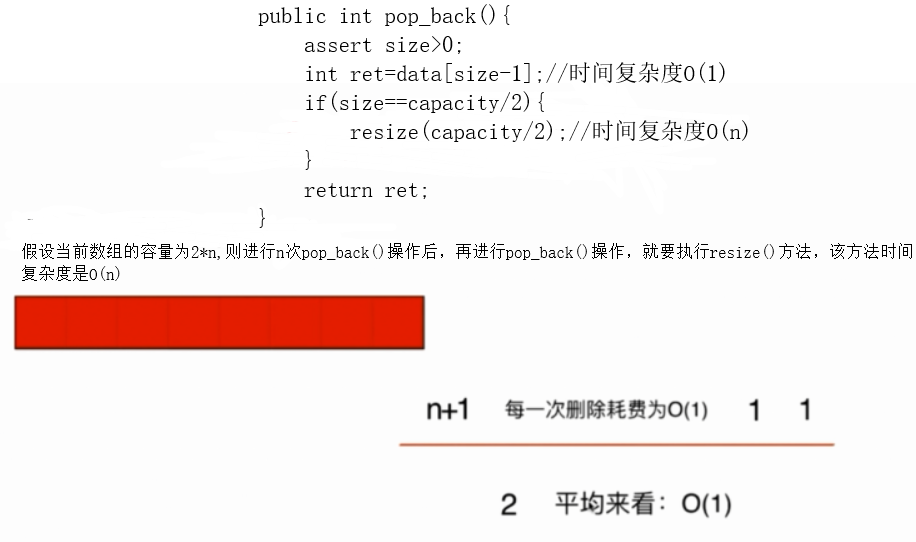 public int pop_back(){
assert size>0;
int ret=data[size-1];//时间复杂度O(1)
if(size==capacity/2){
resize(capacity/2);//时间复杂度O(n)
}
return ret;
}
假设当前数组的容量为2*n,则进行n次pop_back()操作后，再进行pop_back()操作，就要执行resize()方法，该方法时间
复杂度是O(n)
n+1 每一次删除耗费为O(1) 1 1
2 平均来看：O(1)